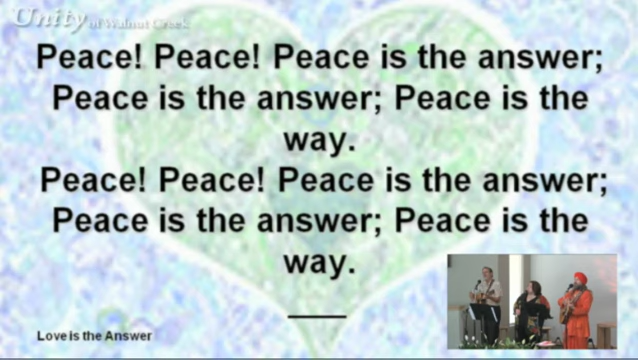 Unity of Walnut Creek
Peace! Peace! Peace is the answer;
Peace is the answer; Peace is the
way.
Peace! Peace! Peace is the answer;
Peace is the answer; Peace is the
way.
Love is the Answer